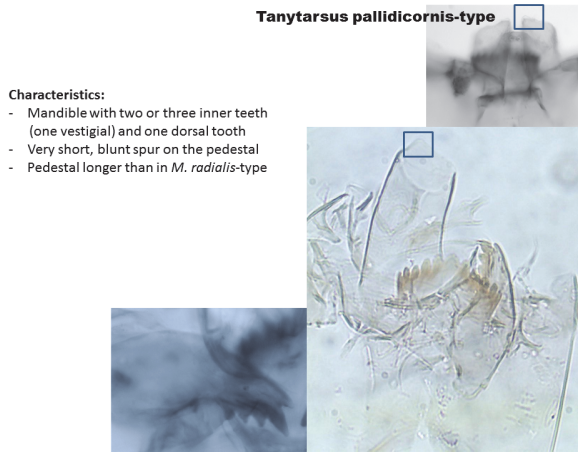 Tanytarsus pallidicornis-type
Characteristics:
- Mandible with two or three inner teeth
(one vestigial) and one dorsal tooth
- Very short, blunt spur on the pedestal
- Pedestal longer than in M. radialis-type